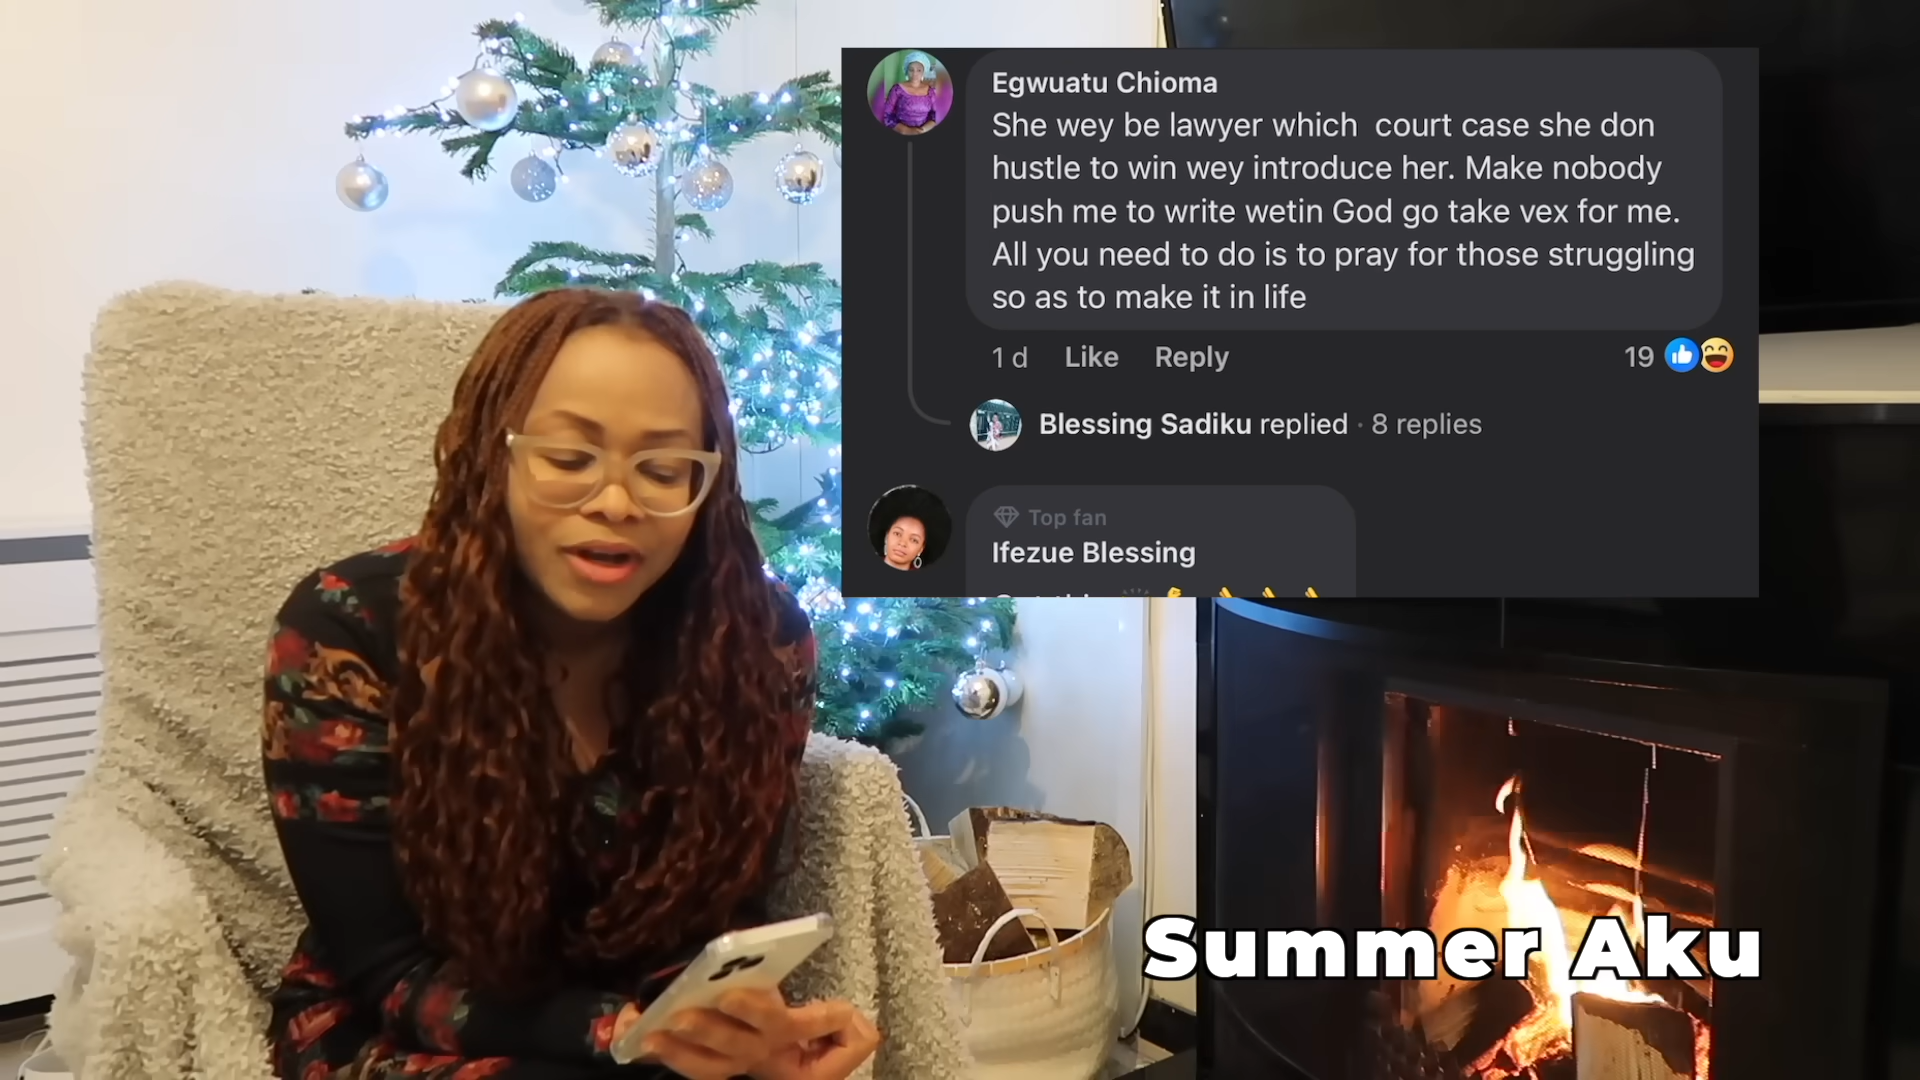 Egwuatu Chioma
She wey be lawyer which court case she don
hustle to win wey introduce her. Make nobody
push me to write wetin God go take vex for me.
All you need to do is to pray for those struggling
so as to make it in life
1 d Like Reply 19
Blessing Sadiku replied · 8 replies
Top fan
Ifezue Blessing
Summer Aku